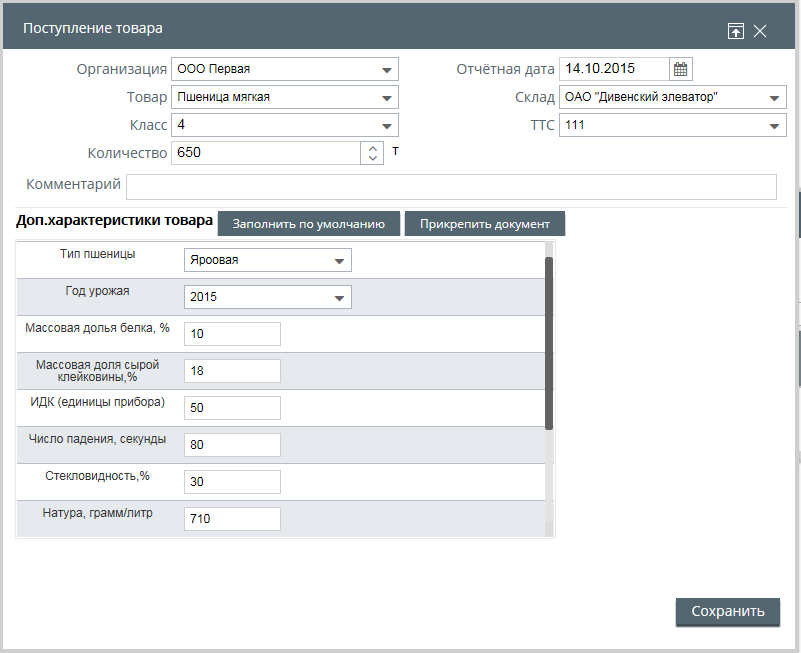 Поступление товара
Организация ООО Первая Отчётная дата 14.10.2015
Товар Пшеница мягкая Склад ОАО "Дивенский элеватор"
Класс 4 ТТС 111
Количество 650 Т
Комментарий
Доп.характеристики товара Заполнить по умолчанию Прикрепить документ
Тип пшеницы Яроовая
Год урожая 2015
Массовая долья белка, % 10
Массовая доля сырой
клейковины,% 18
ИДК (единицы прибора) 50
Число падения, секунды 80
Стекловидность,% 30
Натура, грамм/литр 710
Сохранить